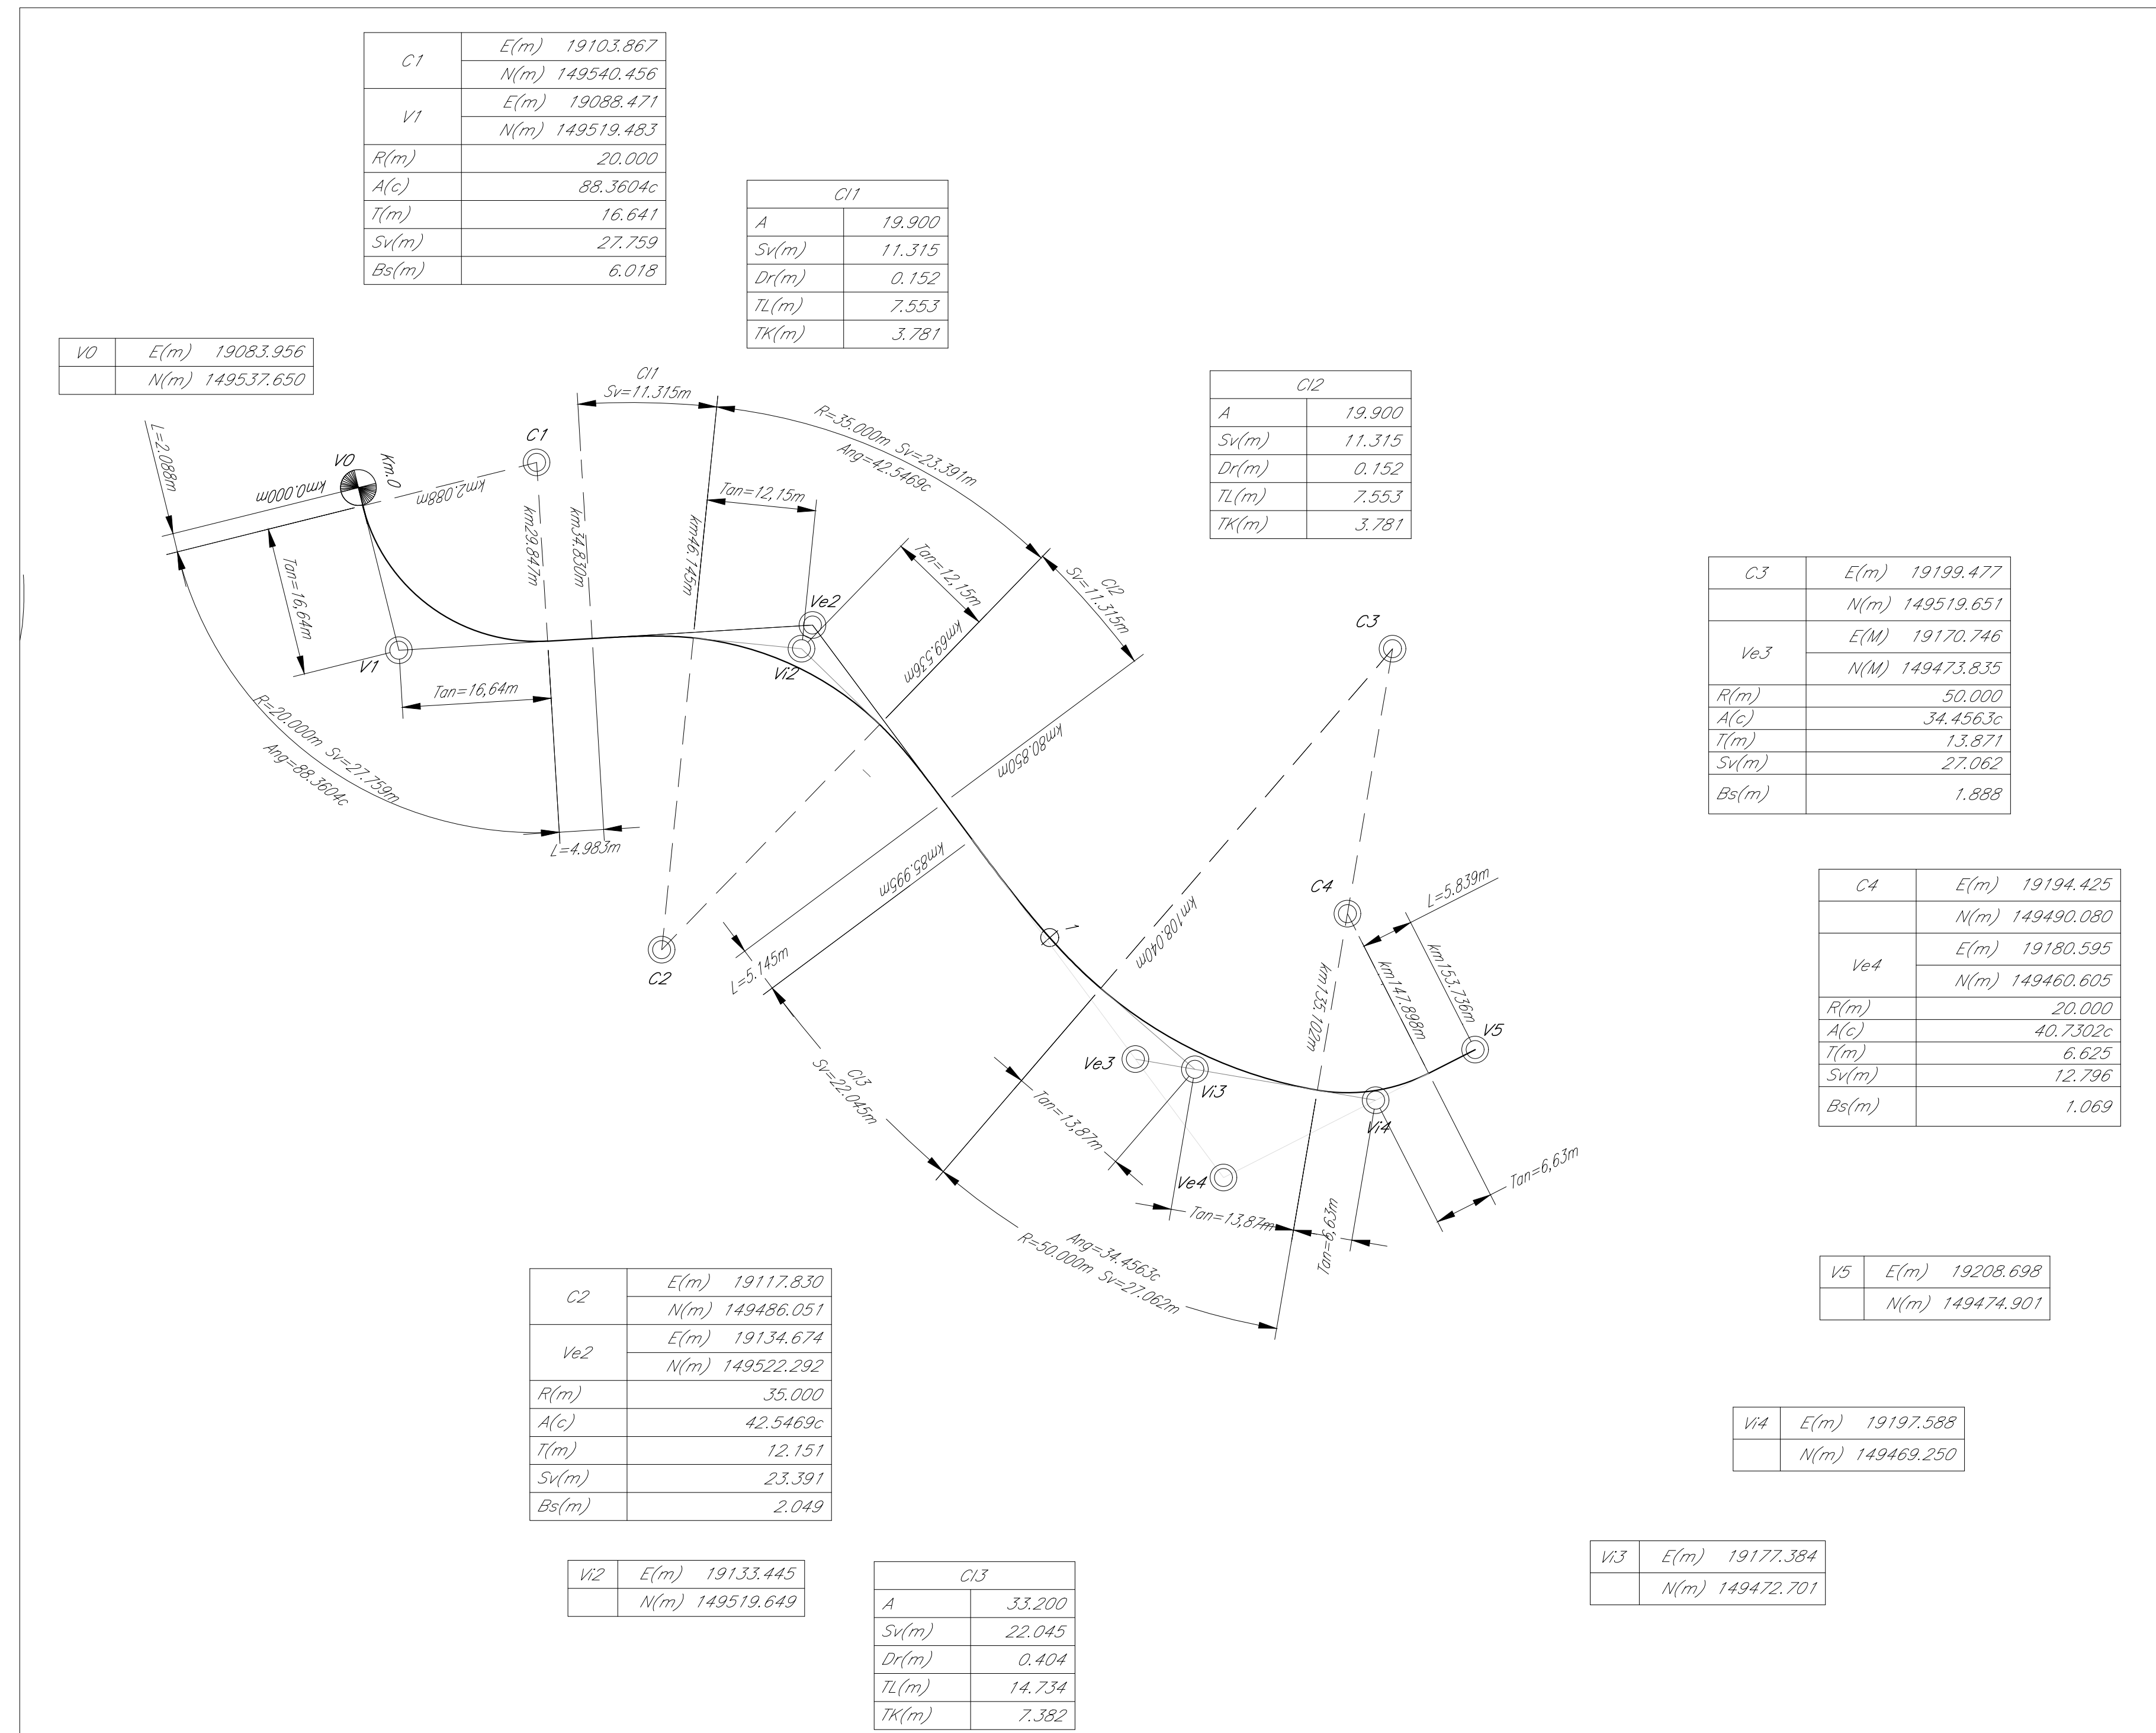 C1 E(m) 19103.867
N(m) 149540.456
V1 E(m) 19088.471
N(m) 149519.483
R(m) 20.000
A(c) 88.3604c
T(m) 16.641
Sv(m) 27.759
Bs(m) 6.018
Cl1
A 19.900
Sv(m) 11.315
Dr(m) 0.152
TL(m) 7.553
TK(m) 3.781
V0 E(m) 19083.956
N(m) 149537.650
Cl2
A 19.900
Sv(m) 11.315
Dr(m) 0.152
TL(m) 7.553
TK(m) 3.781
Cl1
Sv=11.315m
R=35.000m Sv=23.391m
Ang=42.5469c
L=2.088m
V0
Km.0
C1
km0.000m
km2.088m
km29.847m
km34.830m
km46.145m
Tan=12,15m
Tan=12,15m
Cl2
Sv=11.315m
Tan=16,64m
V1
Tan=16,64m
Ve2
Vi2
km69.536m
km80.850m
R=20.000m Sv=27.759m
Ang=88.3604c
L=4.983m
km85.995m
C2
L=5.145m
C3
C3 E(m) 19199.477
N(m) 149519.651
Ve3 E(M) 19170.746
N(M) 149473.835
R(m) 50.000
A(c) 34.4563c
T(m) 13.871
Sv(m) 27.062
Bs(m) 1.888
C4
L=5.839m
1
km108.040m
km135.102m
km147.898m
km153.736m
V5
Ve3
Vi3
Vi4
Ve4
Cl3
Sv=22.045m
Tan=13,87m
Tan=13,87m
Tan=6,63m
Tan=6,63m
Ang=34.4563c
R=50.000m Sv=27.062m
C4 E(m) 19194.425
N(m) 149490.080
Ve4 E(m) 19180.595
N(m) 149460.605
R(m) 20.000
A(c) 40.7302c
T(m) 6.625
Sv(m) 12.796
Bs(m) 1.069
V5 E(m) 19208.698
N(m) 149474.901
C2 E(m) 19117.830
N(m) 149486.051
Ve2 E(m) 19134.674
N(m) 149522.292
R(m) 35.000
A(c) 42.5469c
T(m) 12.151
Sv(m) 23.391
Bs(m) 2.049
Vi4 E(m) 19197.588
N(m) 149469.250
Vi2 E(m) 19133.445
N(m) 149519.649
Cl3
A 33.200
Sv(m) 22.045
Dr(m) 0.404
TL(m) 14.734
TK(m) 7.382
Vi3 E(m) 19177.384
N(m) 149472.701